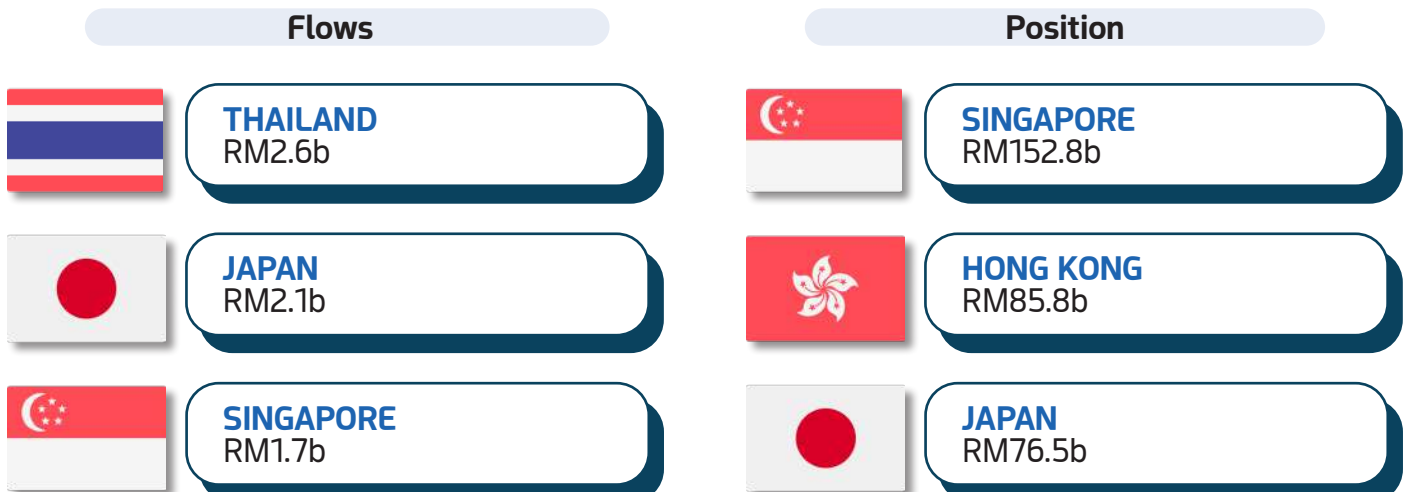 Flows
THAILAND
RM2.6b
JAPAN
RM2.1b
SINGAPORE
RM1.7b
Position
SINGAPORE
RM152.8b
HONG KONG
RM85.8b
JAPAN
RM76.5b